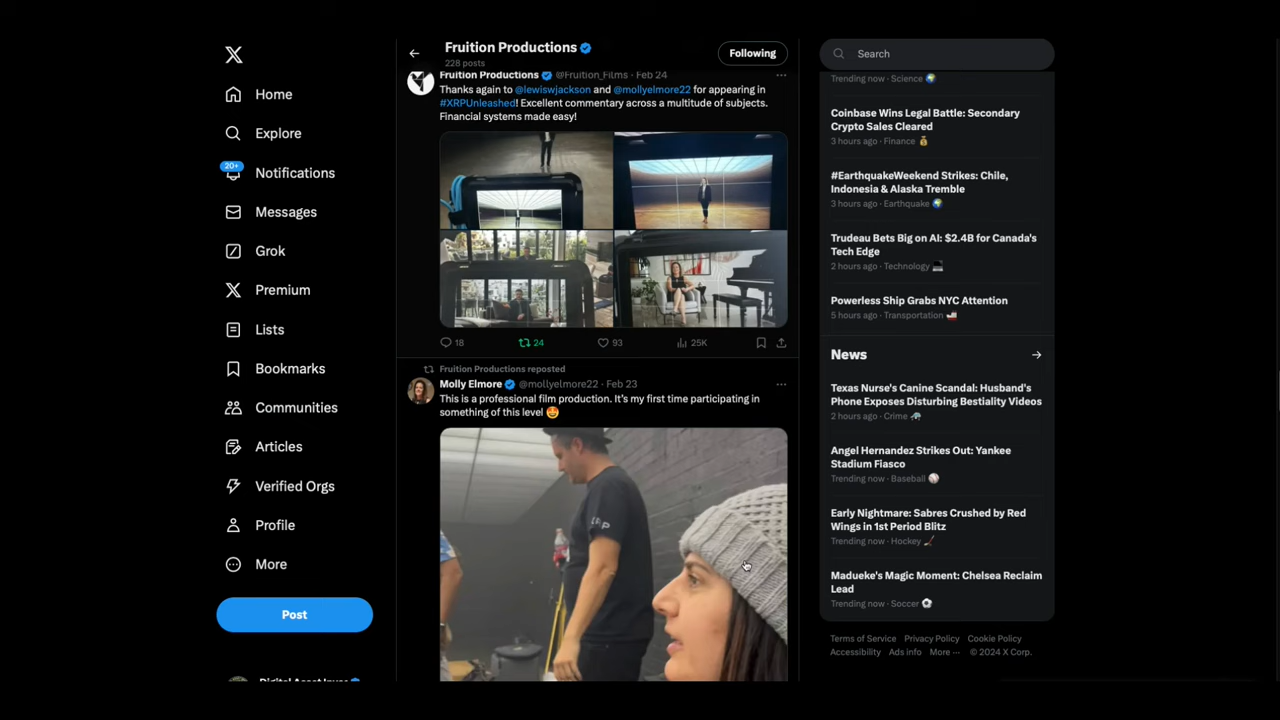 Home
Explore
20+
Notifications
Messages
Grok
Premium
Lists
Bookmarks
Communities
Articles
Verified Orgs
Profile
More
Post
Digital Asset Inves
Fruition Productions
228 posts
Following
Fruition Productions @Fruition_Films · Feb 24
Thanks again to @lewiswjackson and @mollyelmore22 for appearing in
#XRPUnleashed! Excellent commentary across a multitude of subjects.
Financial systems made easy!
18 24 93 25K
Fruition Productions reposted
Molly Elmore @mollyelmore22 · Feb 23
This is a professional film production. It's my first time participating in
something of this level 🤩
Search
Trending now · Science 🌍
Coinbase Wins Legal Battle: Secondary
Crypto Sales Cleared
3 hours ago · Finance 💰
#EarthquakeWeekend Strikes: Chile,
Indonesia & Alaska Tremble
3 hours ago · Earthquake 🌍
Trudeau Bets Big on AI: $2.4B for Canada's
Tech Edge
2 hours ago · Technology 💻
Powerless Ship Grabs NYC Attention
5 hours ago · Transportation 🚢
News
Texas Nurse's Canine Scandal: Husband's
Phone Exposes Disturbing Bestiality Videos
2 hours ago · Crime 🚓
Angel Hernandez Strikes Out: Yankee
Stadium Fiasco
Trending now · Baseball ⚾
Early Nightmare: Sabres Crushed by Red
Wings in 1st Period Blitz
Trending now · Hockey 🏒
Madueke's Magic Moment: Chelsea Reclaim
Lead
Trending now · Soccer ⚽
Terms of Service Privacy Policy Cookie Policy
Accessibility Ads info More ··· © 2024 X Corp.